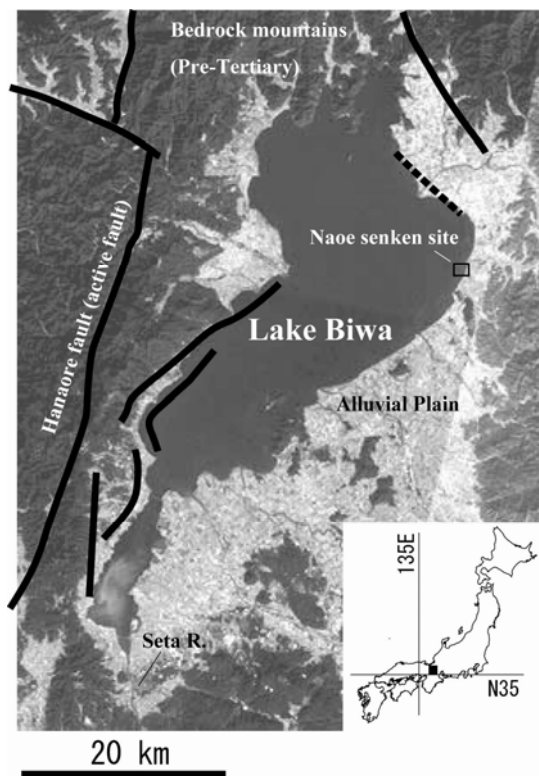 Bedrock mountains
(Pre-Tertiary)
Hanaore fault (active fault)
Naoe senken site
Lake Biwa
Alluvial Plain
135E
Seta R.
N35
20 km